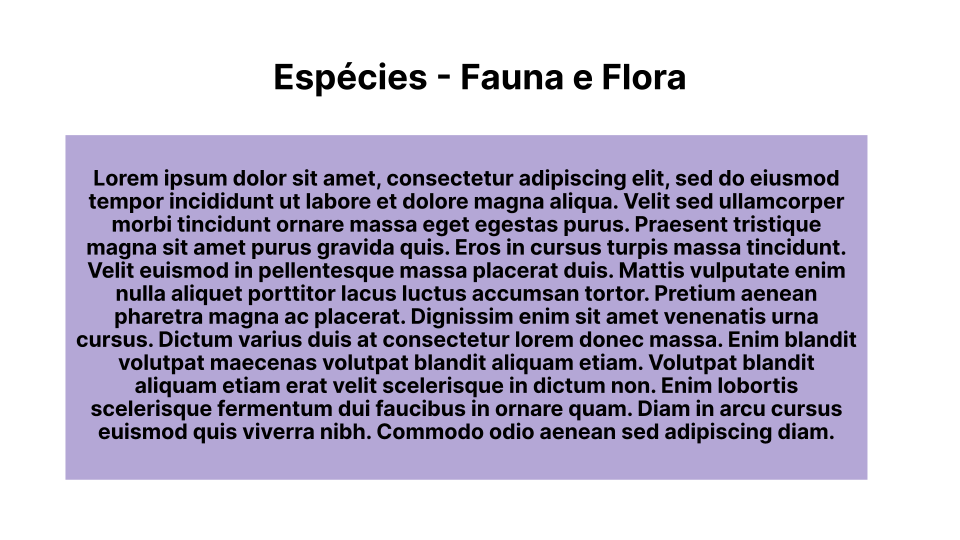 Espécies - Fauna e Flora
Lorem ipsum dolor sit amet, consectetur adipiscing elit, sed do eiusmod
tempor incididunt ut labore et dolore magna aliqua. Velit sed ullamcorper
morbi tincidunt ornare massa eget egestas purus. Praesent tristique
magna sit amet purus gravida quis. Eros in cursus turpis massa tincidunt.
Velit euismod in pellentesque massa placerat duis. Mattis vulputate enim
nulla aliquet porttitor lacus luctus accumsan tortor. Pretium aenean
pharetra magna ac placerat. Dignissim enim sit amet venenatis urna
cursus. Dictum varius duis at consectetur lorem donec massa. Enim blandit
volutpat maecenas volutpat blandit aliquam etiam. Volutpat blandit
aliquam etiam erat velit scelerisque in dictum non. Enim lobortis
scelerisque fermentum dui faucibus in ornare quam. Diam in arcu cursus
euismod quis viverra nibh. Commodo odio aenean sed adipiscing diam.